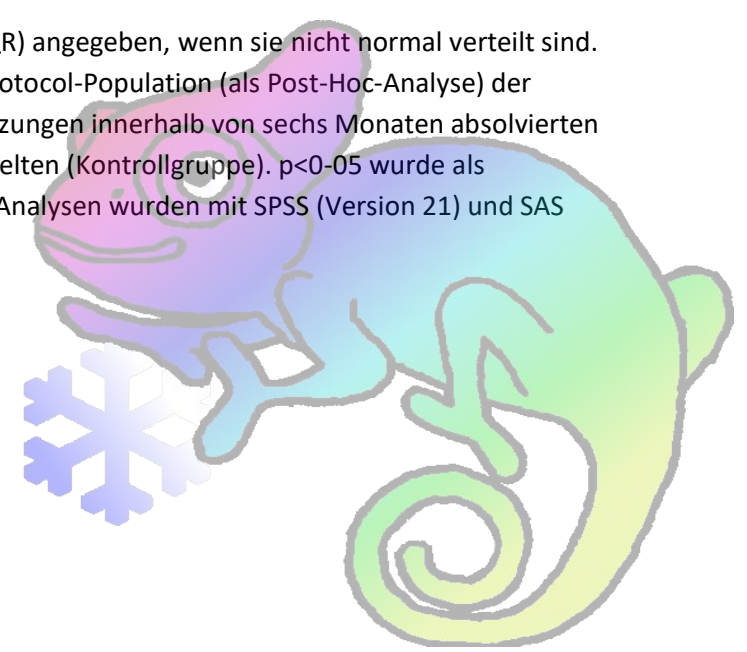 R) angegeben, wenn sie nicht normal verteilt sind.
otocol-Population (als Post-Hoc-Analyse) der
zungen innerhalb von sechs Monaten absolvierten
elten (Kontrollgruppe). p<0-05 wurde als
Analysen wurden mit SPSS (Version 21) und SAS